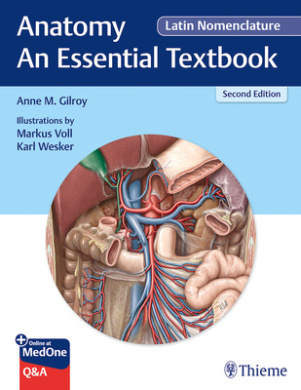 Anatomy
Latin Nomenclature
An Essential Textbook
Second Edition
Anne M. Gilroy
Illustrations by
Markus Voll
Karl Wesker
+ Online at
MedOne
Q&A
Thieme